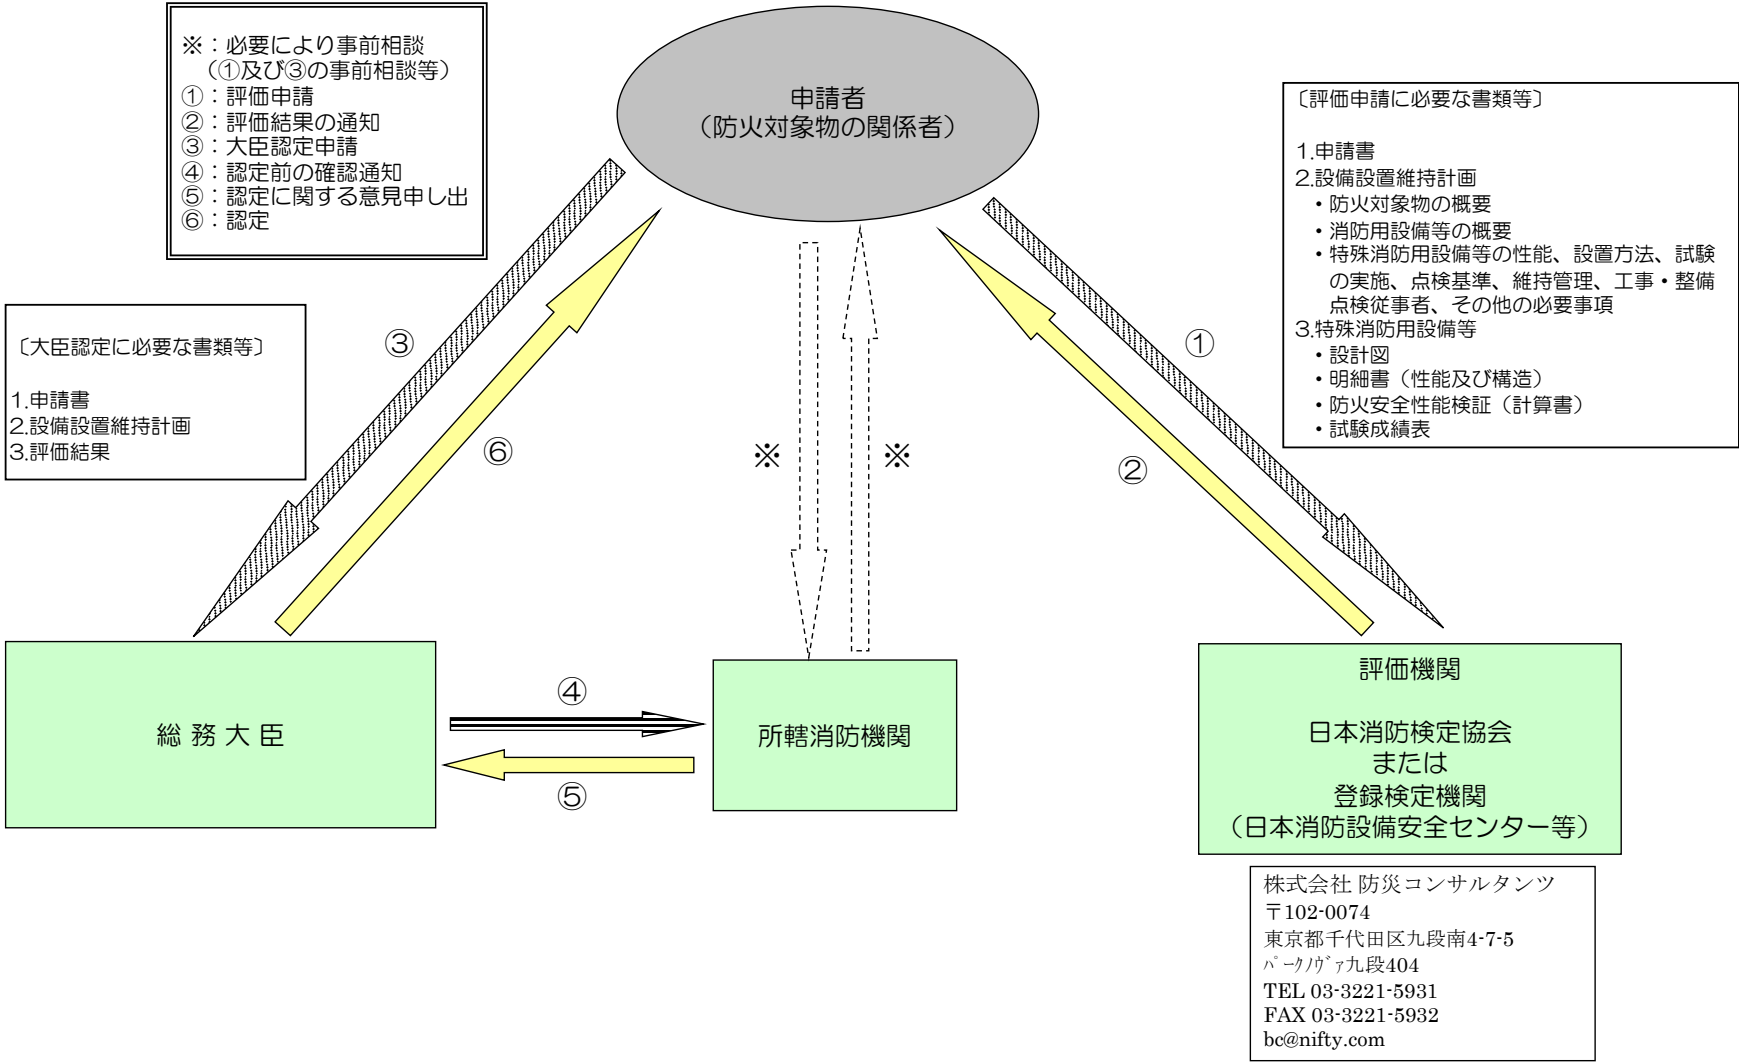 ※：必要により事前相談
（①及び③の事前相談等）
①：評価申請
②：評価結果の通知
③：大臣認定申請
④：認定前の確認通知
⑤：認定に関する意見申し出
⑥：認定
申請者
（防火対象物の関係者）
〔評価申請に必要な書類等〕
1.申請書
2.設備設置維持計画
・防火対象物の概要
・消防用設備等の概要
・特殊消防用設備等の性能、設置方法、試験
の実施、点検基準、維持管理、工事・整備
点検従事者、その他の必要事項
3.特殊消防用設備等
・設計図
・明細書（性能及び構造）
・防火安全性能検証（計算書）
・試験成績表
〔大臣認定に必要な書類等〕
1.申請書
2.設備設置維持計画
3.評価結果
③
⑥
※
※
②
①
総 務 大 臣
④
⑤
所轄消防機関
評価機関
日本消防検定協会
または
登録検定機関
（日本消防設備安全センター等）
株式会社 防災コンサルタンツ
〒102-0074
東京都千代田区九段南4-7-5
ﾊﾟｰｸﾉｳﾞｧ九段404
TEL 03-3221-5931
FAX 03-3221-5932
bc@nifty.com